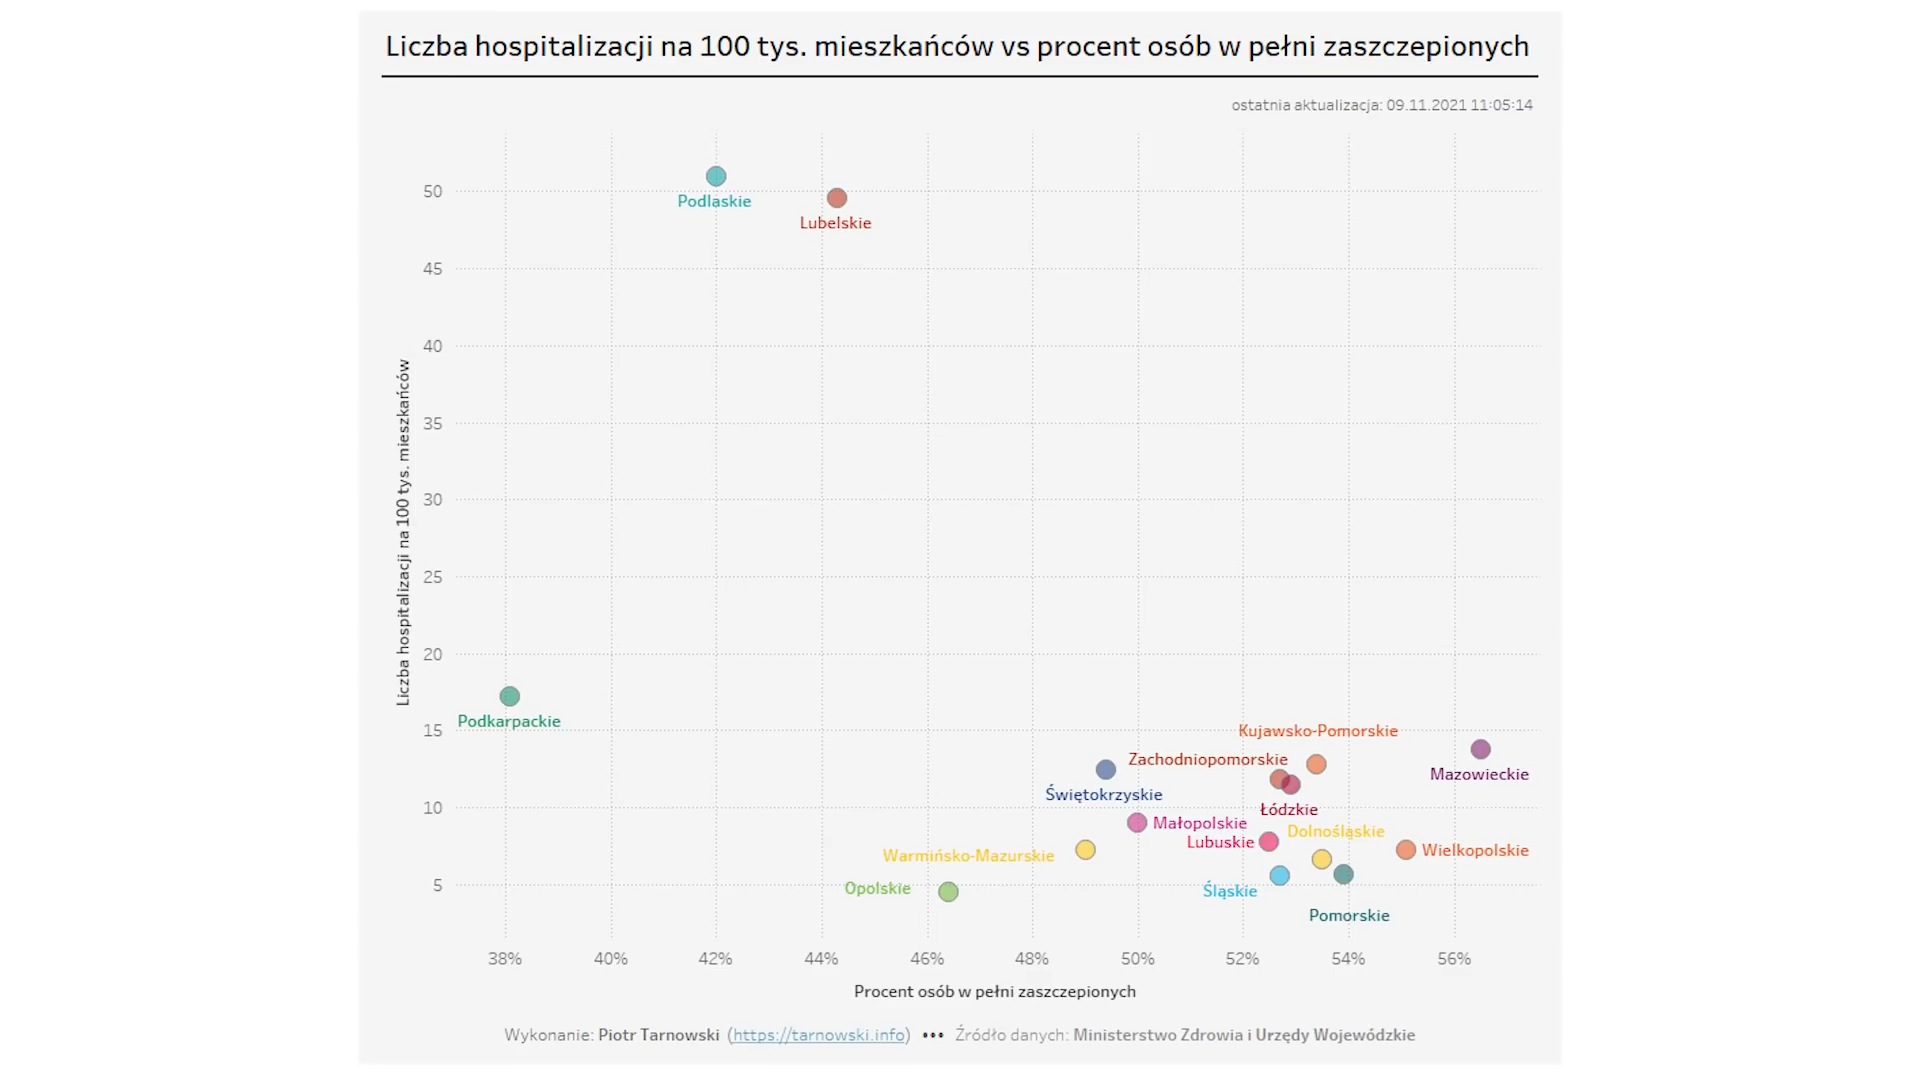 Liczba hospitalizacji na 100 tys. mieszkańców vs procent osób w pełni zaszczepionych
ostatnia aktualizacja: 09.11.2021 11:05:14
Liczba hospitalizacji na 100 tys. mieszkańców
50
45
40
35
30
25
20
15
10
5
Podlaskie
Lubelskie
Podkarpackie
Kujawsko-Pomorskie
Zachodniopomorskie
Mazowieckie
Świętokrzyskie
Łódzkie
Małopolskie
Dolnośląskie
Lubuskie
Wielkopolskie
Warmińsko-Mazurskie
Opolskie
Śląskie
Pomorskie
38% 40% 42% 44% 46% 48% 50% 52% 54% 56%
Procent osób w pełni zaszczepionych
Wykonanie: Piotr Tarnowski (https://tarnowski.info) ••• Źródło danych: Ministerstwo Zdrowia i Urzędy Wojewódzkie